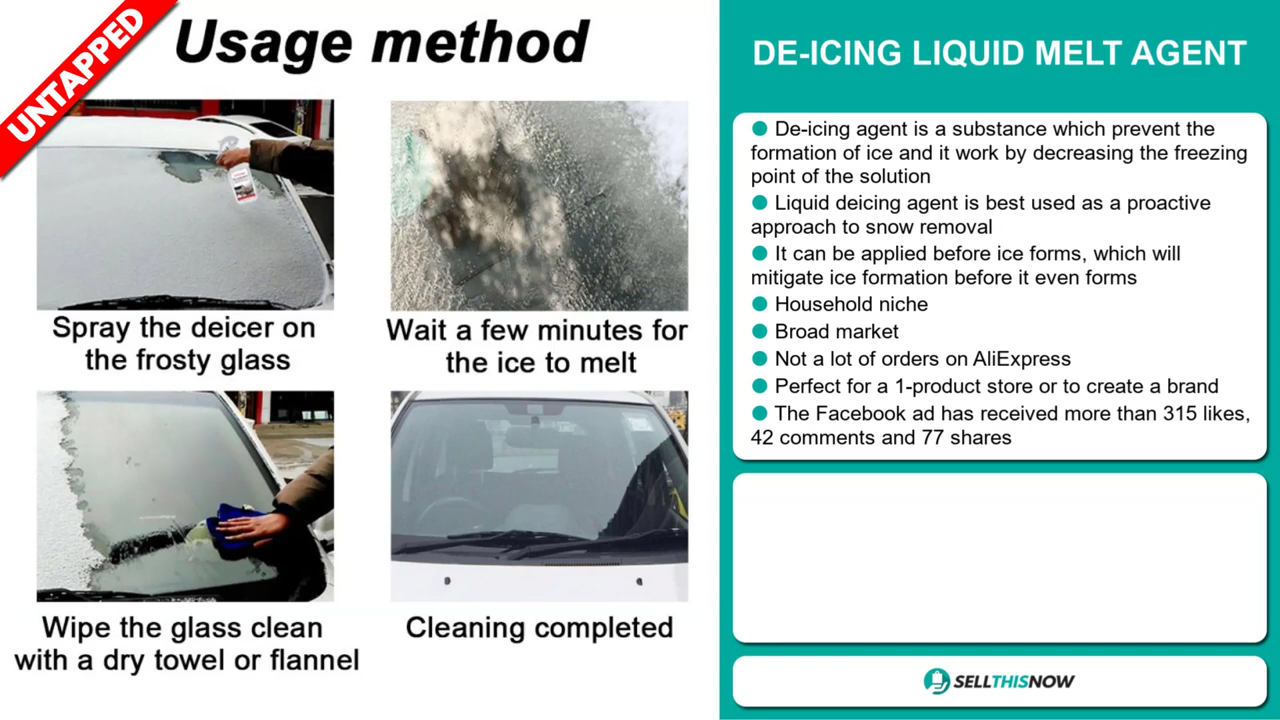 UNTAPPED
Usage method
Spray the deicer on
the frosty glass
Wait a few minutes for
the ice to melt
Wipe the glass clean
with a dry towel or flannel
Cleaning completed
DE-ICING LIQUID MELT AGENT
● De-icing agent is a substance which prevent the
formation of ice and it work by decreasing the freezing
point of the solution
● Liquid deicing agent is best used as a proactive
approach to snow removal
● It can be applied before ice forms, which will
mitigate ice formation before it even forms
● Household niche
● Broad market
● Not a lot of orders on AliExpress
● Perfect for a 1-product store or to create a brand
● The Facebook ad has received more than 315 likes,
42 comments and 77 shares
SELLTHISNOW